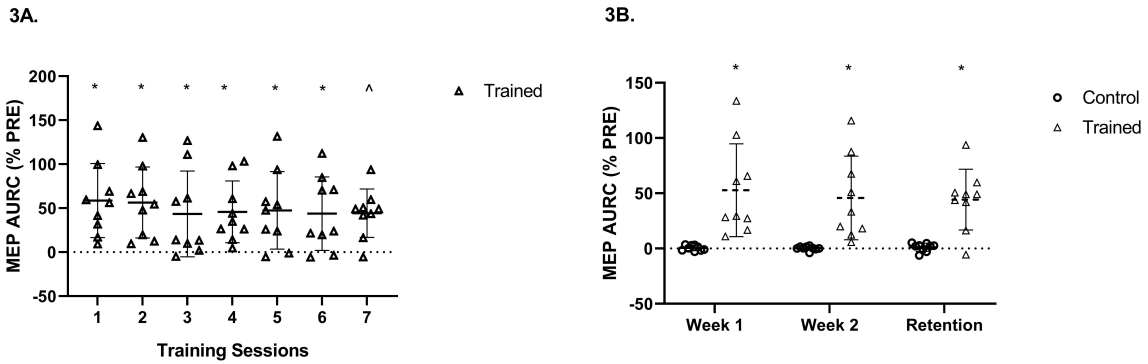 3A.
200
150
100
50
0
-50
MEP AURC (% PRE)
* * * * * * ^
1 2 3 4 5 6 7
Training Sessions
Trained
3B.
150
100
50
0
-50
MEP AURC (% PRE)
* * *
Week 1 Week 2 Retention
Control
Trained